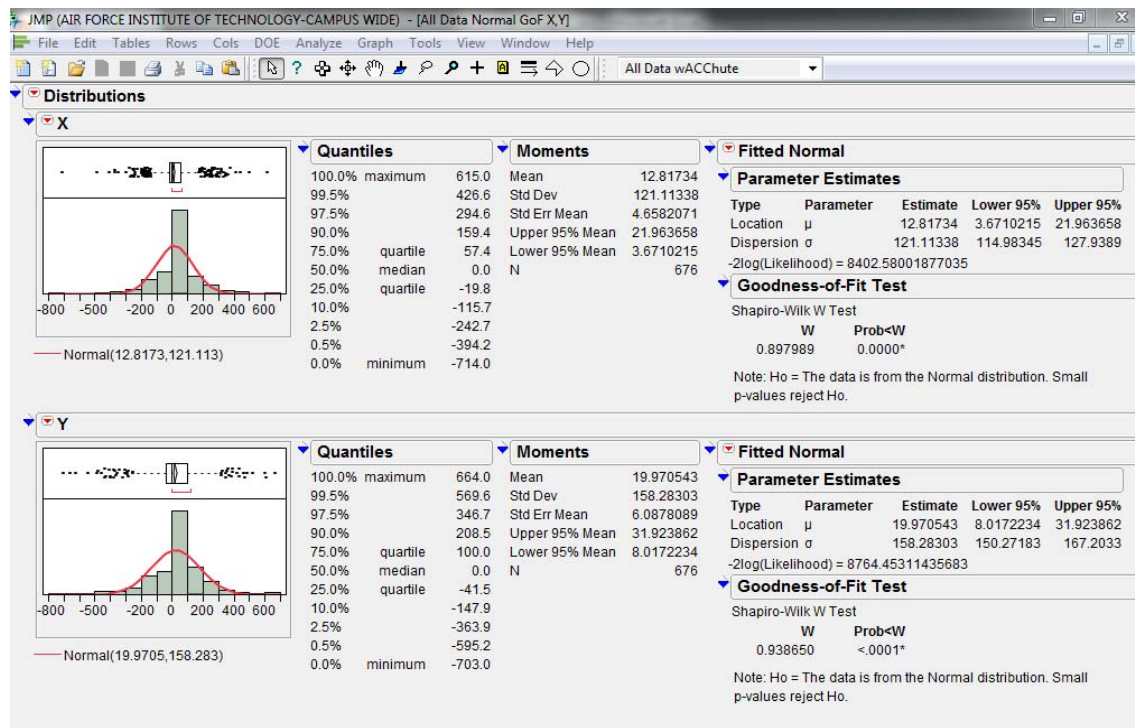 JMP (AIR FORCE INSTITUTE OF TECHNOLOGY-CAMPUS WIDE) - [All Data Normal GoF X,Y]
File Edit Tables Rows Cols DOE Analyze Graph Tools View Window Help
All Data wACChute
Distributions
X
-800 -500 -200 0 200 400 600
Normal(12.8173,121.113)
Quantiles
100.0% maximum 615.0
99.5% 426.6
97.5% 294.6
90.0% 159.4
75.0% quartile 57.4
50.0% median 0.0
25.0% quartile -19.8
10.0% -115.7
2.5% -242.7
0.5% -394.2
0.0% minimum -714.0
Moments
Mean 12.81734
Std Dev 121.11338
Std Err Mean 4.6582071
Upper 95% Mean 21.963658
Lower 95% Mean 3.6710215
N 676
Fitted Normal
Parameter Estimates
Type Parameter Estimate Lower 95% Upper 95%
Location μ 12.81734 3.6710215 21.963658
Dispersion σ 121.11338 114.98345 127.9389
-2log(Likelihood) = 8402.58001877035
Goodness-of-Fit Test
Shapiro-Wilk W Test
W Prob<W
0.897989 0.0000*
Note: Ho = The data is from the Normal distribution. Small
p-values reject Ho.
Y
-800 -500 -200 0 200 400 600
Normal(19.9705,158.283)
Quantiles
100.0% maximum 664.0
99.5% 569.6
97.5% 346.7
90.0% 208.5
75.0% quartile 100.0
50.0% median 0.0
25.0% quartile -41.5
10.0% -147.9
2.5% -363.9
0.5% -595.2
0.0% minimum -703.0
Moments
Mean 19.970543
Std Dev 158.28303
Std Err Mean 6.0878089
Upper 95% Mean 31.923862
Lower 95% Mean 8.0172234
N 676
Fitted Normal
Parameter Estimates
Type Parameter Estimate Lower 95% Upper 95%
Location μ 19.970543 8.0172234 31.923862
Dispersion σ 158.28303 150.27183 167.2033
-2log(Likelihood) = 8764.45311435683
Goodness-of-Fit Test
Shapiro-Wilk W Test
W Prob<W
0.938650 <.0001*
Note: Ho = The data is from the Normal distribution. Small
p-values reject Ho.